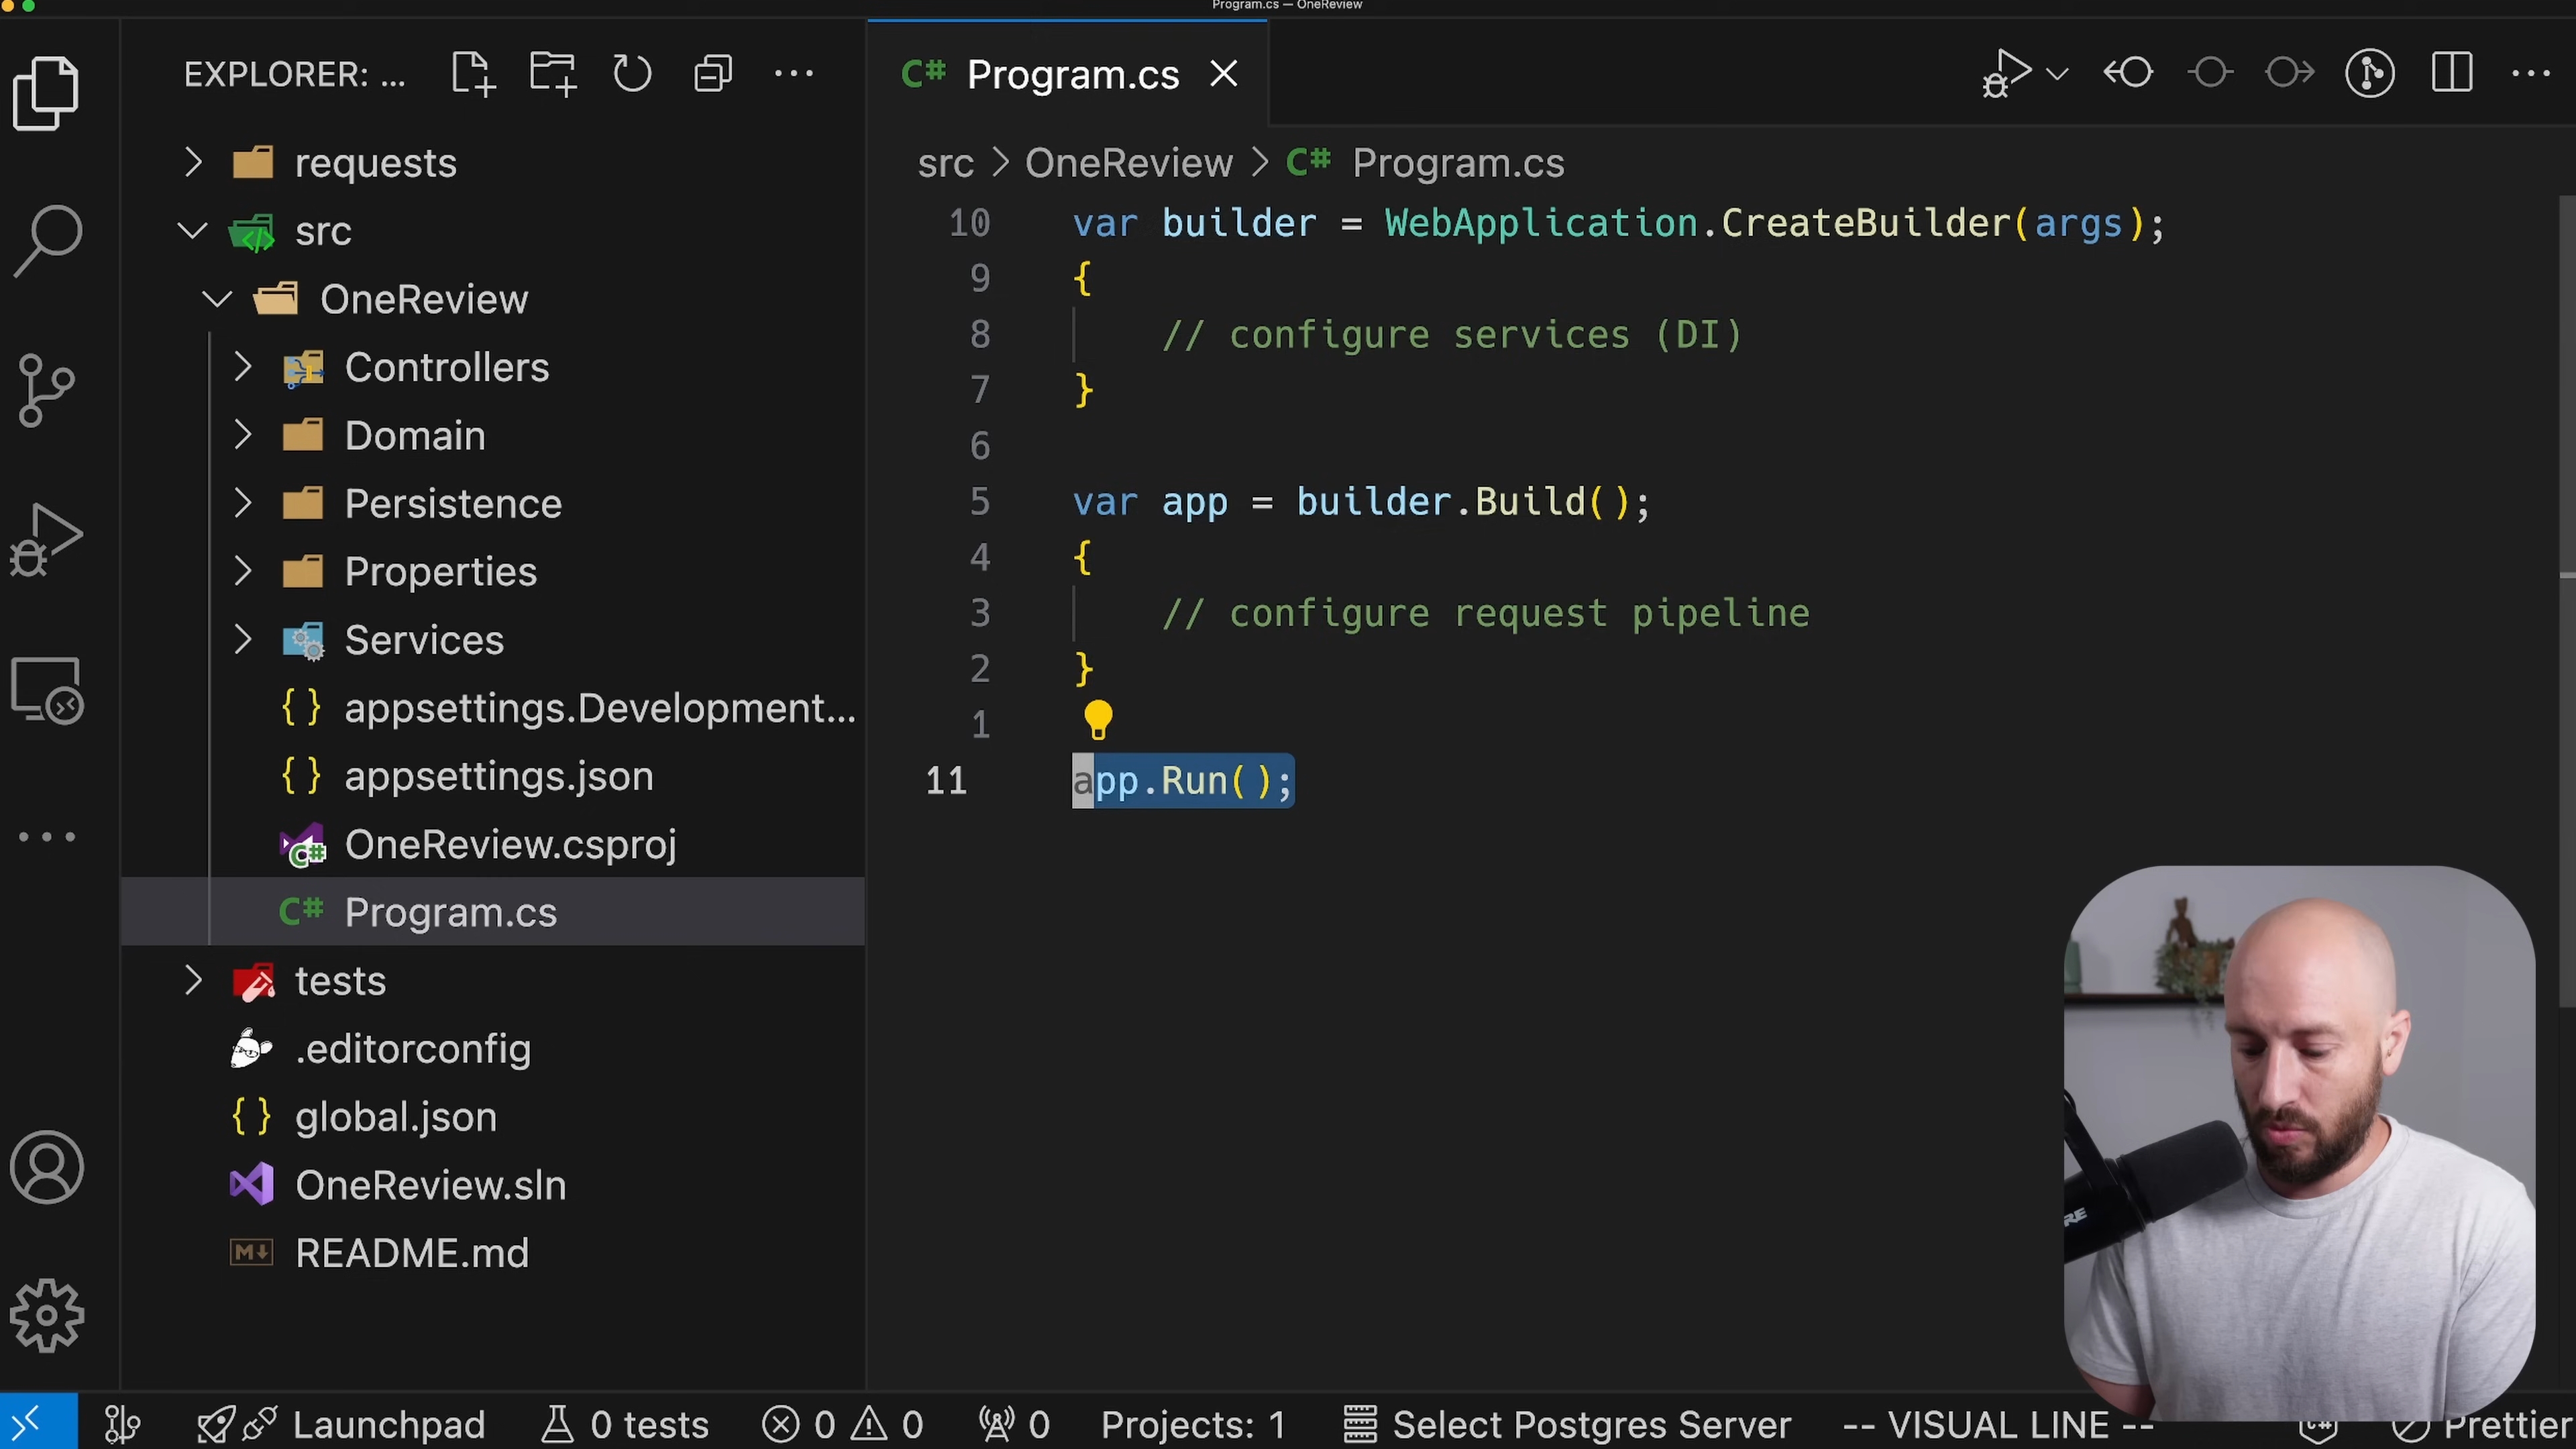 Program.cs — OneReview
EXPLORER: ...
requests
src
OneReview
Controllers
Domain
Persistence
Properties
Services
appsettings.Development...
appsettings.json
OneReview.csproj
C# Program.cs
tests
.editorconfig
global.json
OneReview.sln
README.md
C# Program.cs
src > OneReview > C# Program.cs
10 var builder = WebApplication.CreateBuilder(args);
9 {
8 // configure services (DI)
7 }
6
5 var app = builder.Build();
4 {
3 // configure request pipeline
2 }
1
11 app.Run();
Launchpad 0 tests 0 0 0 Projects: 1 Select Postgres Server -- VISUAL LINE -- Prettier